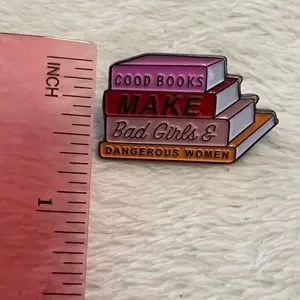 INCH
1
GOOD BOOKS
MAKE
Bad Girls &
DANGEROUS WOMEN